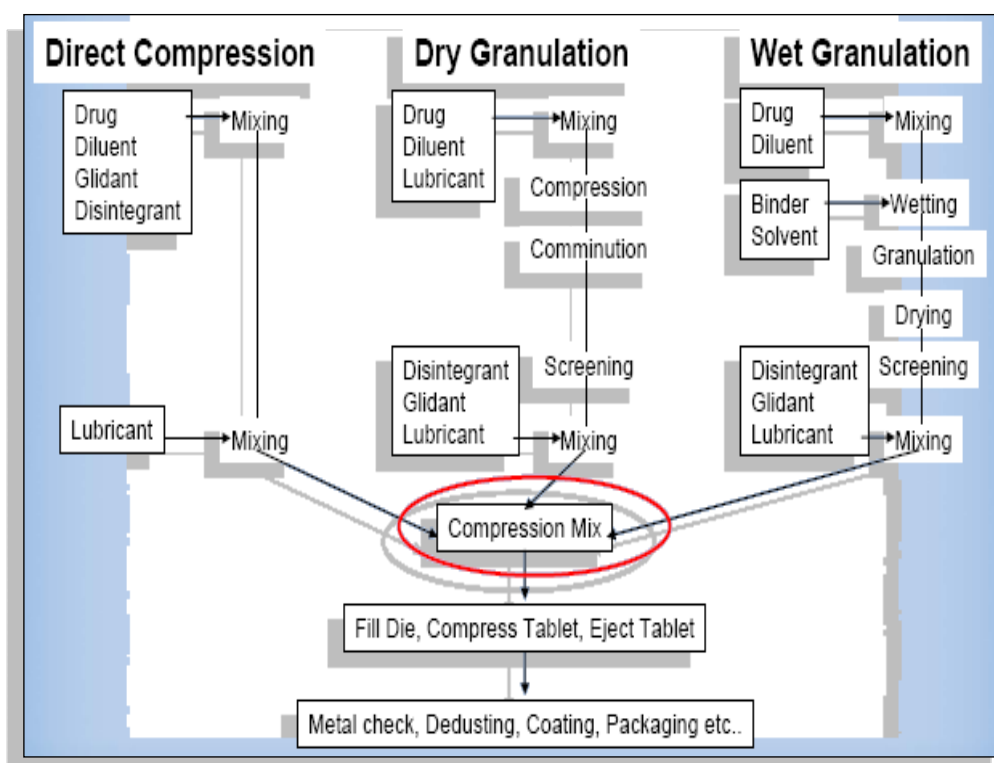 Direct Compression
Drug
Diluent
Glidant
Disintegrant
Mixing
Lubricant
Mixing
Dry Granulation
Drug
Diluent
Lubricant
Mixing
Compression
Comminution
Screening
Disintegrant
Glidant
Lubricant
Mixing
Wet Granulation
Drug
Diluent
Mixing
Binder
Solvent
Wetting
Granulation
Drying
Screening
Disintegrant
Glidant
Lubricant
Mixing
Compression Mix
Fill Die, Compress Tablet, Eject Tablet
Metal check, Dedusting, Coating, Packaging etc..